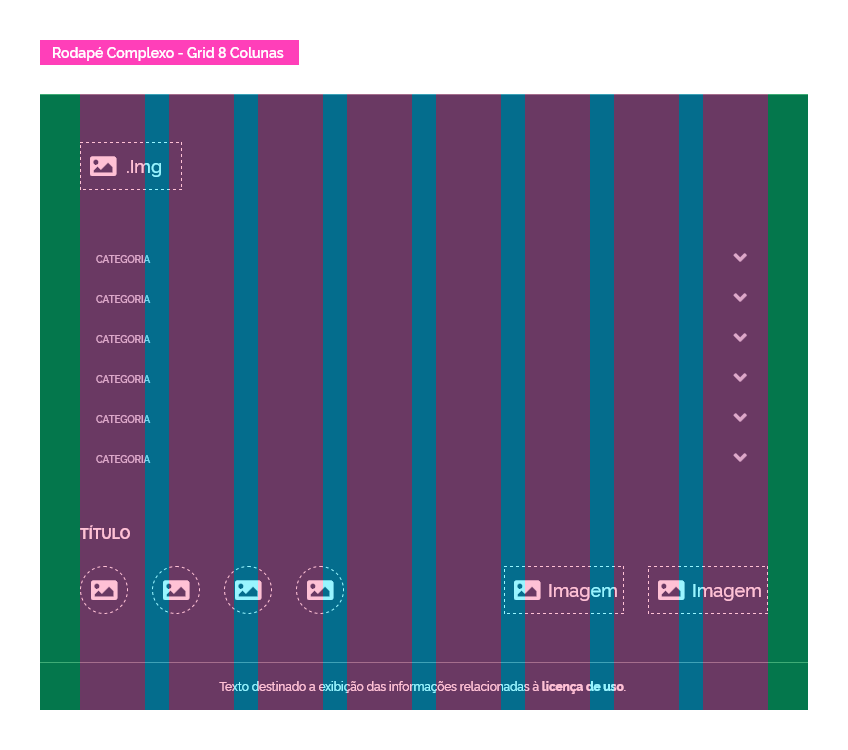 Rodapé Complexo - Grid 8 Colunas
.Img
CATEGORIA
CATEGORIA
CATEGORIA
CATEGORIA
CATEGORIA
CATEGORIA
TÍTULO
Imagem
Imagem
Texto destinado a exibição das informações relacionadas à licença de uso.